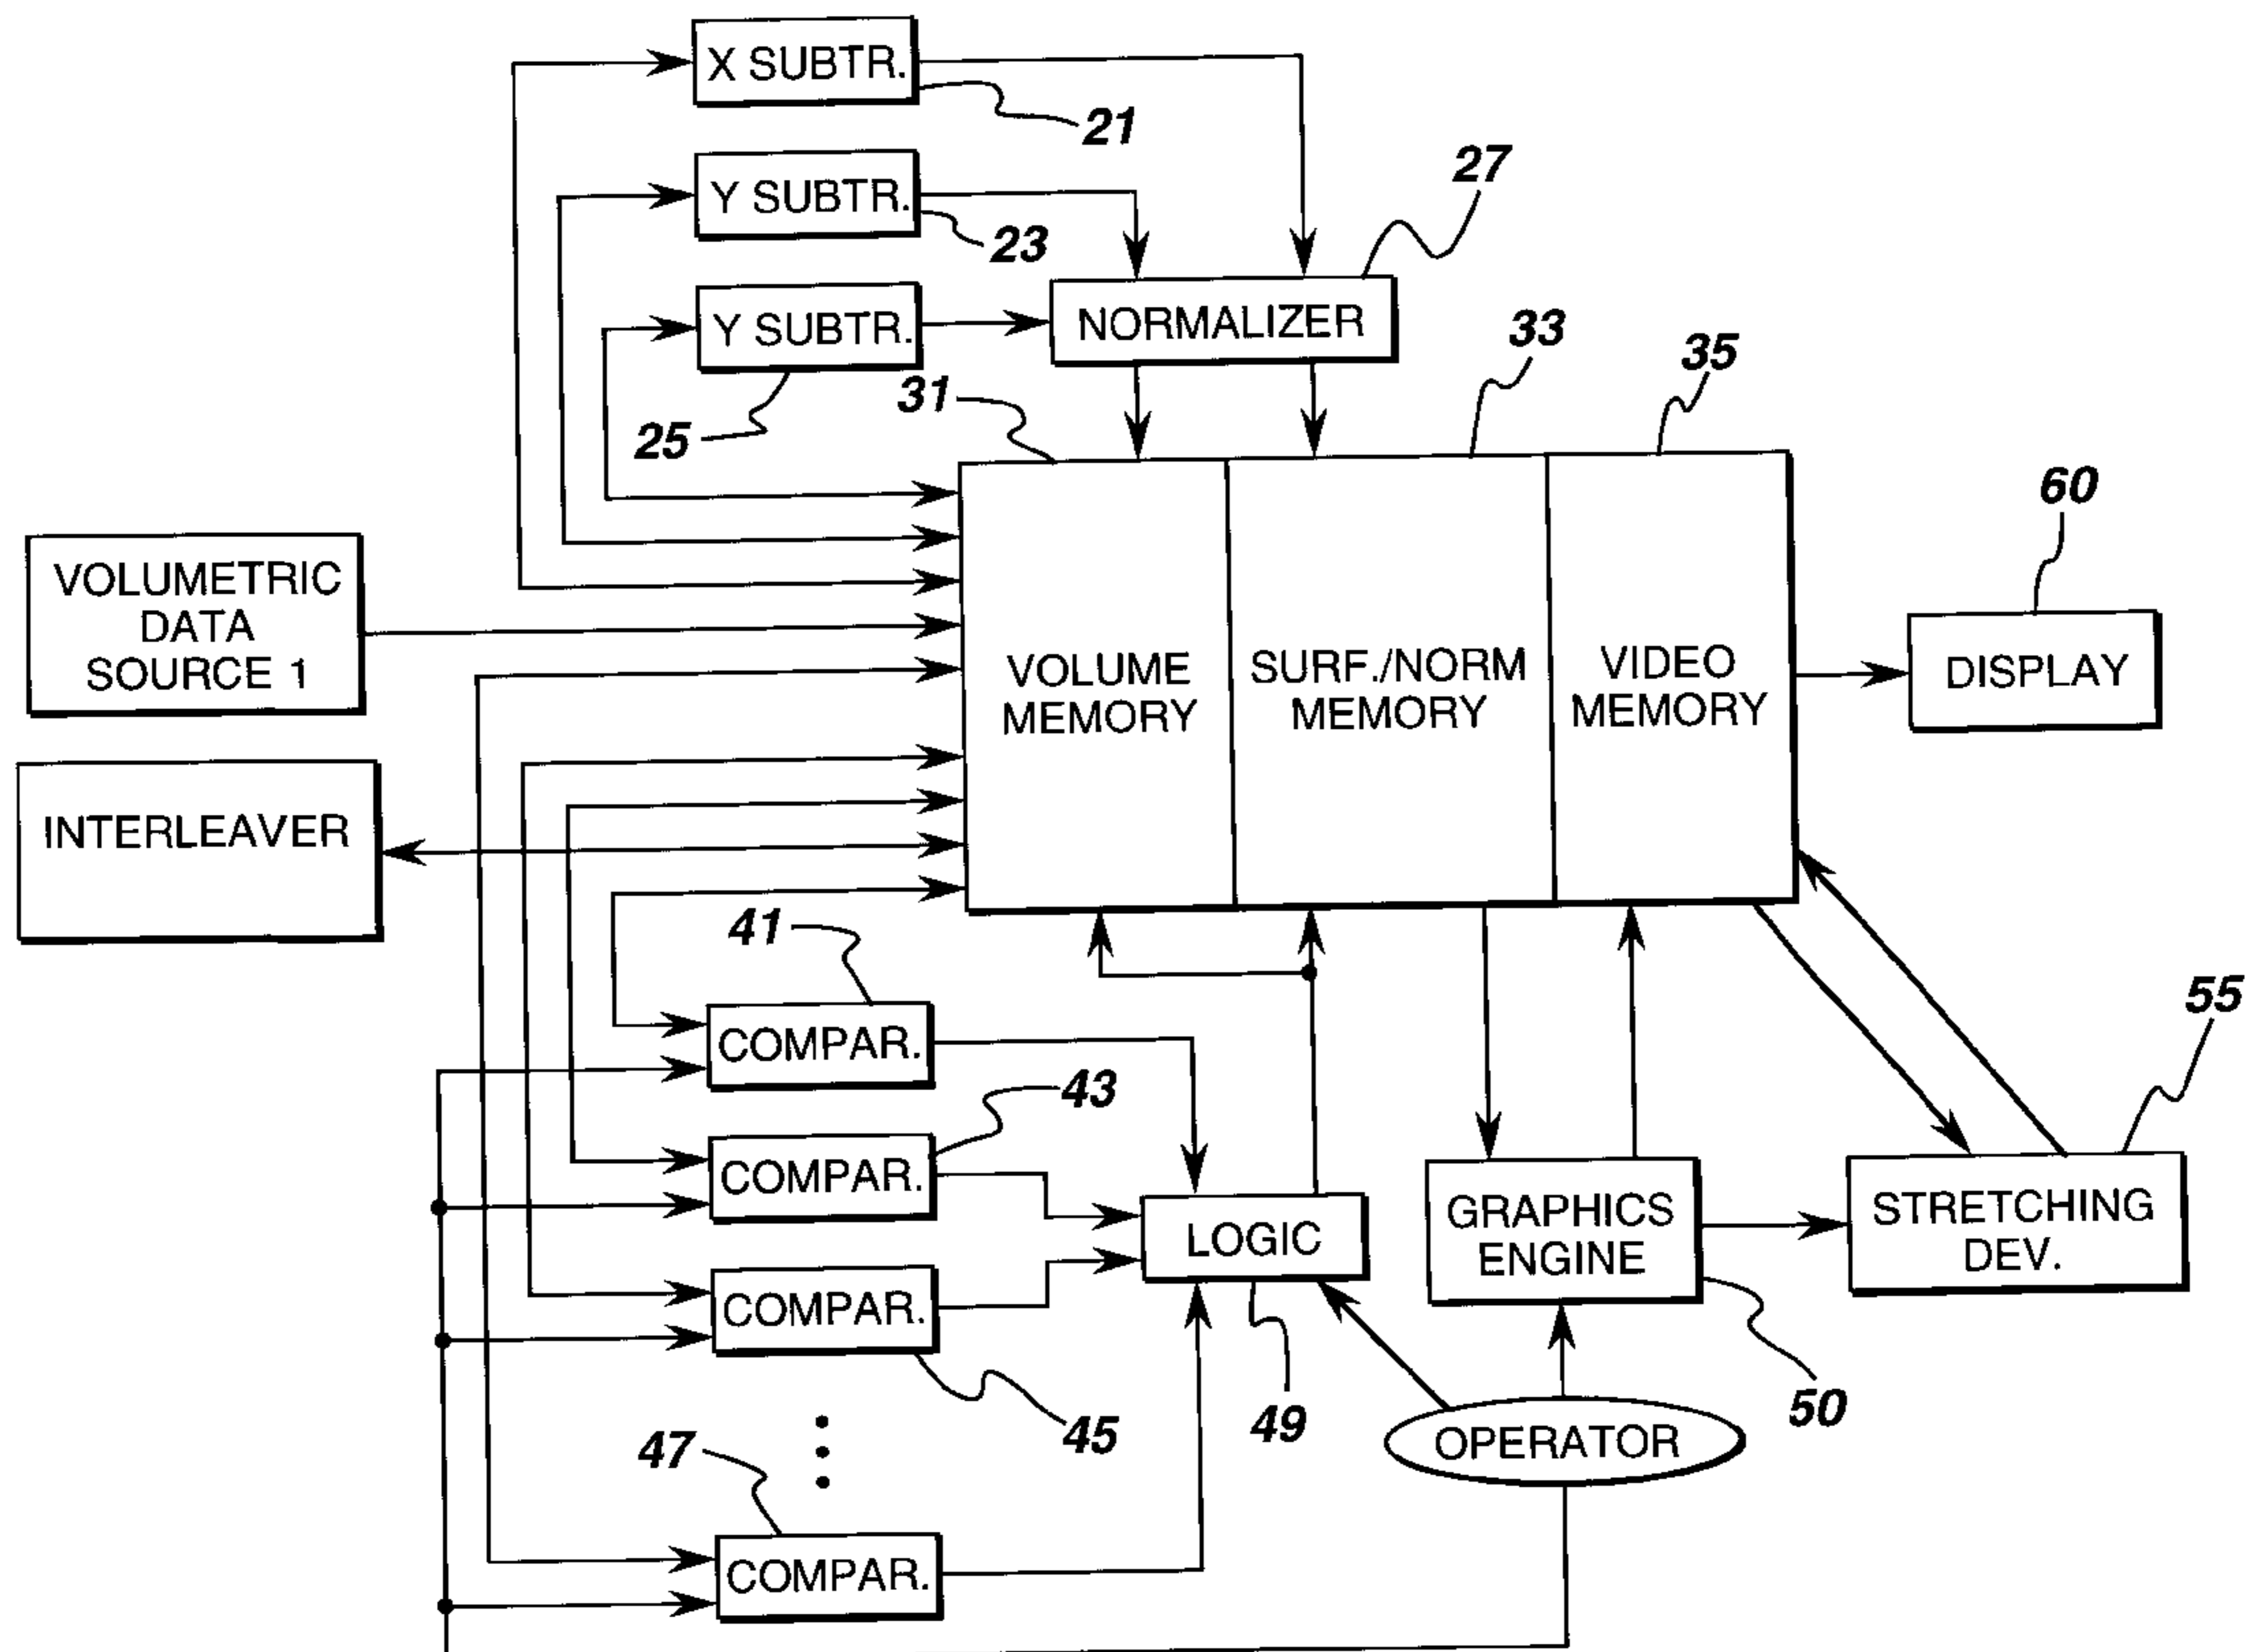 X SUBTR.
21
Y SUBTR.
23
27
Y SUBTR.
NORMALIZER
25
31
33
35
60
VOLUMETRIC
DATA
SOURCE 1
VOLUME
MEMORY
SURF./NORM
MEMORY
VIDEO
MEMORY
DISPLAY
INTERLEAVER
41
COMPAR.
43
COMPAR.
COMPAR.
45
47
COMPAR.
LOGIC
49
GRAPHICS
ENGINE
50
55
STRETCHING
DEV.
OPERATOR